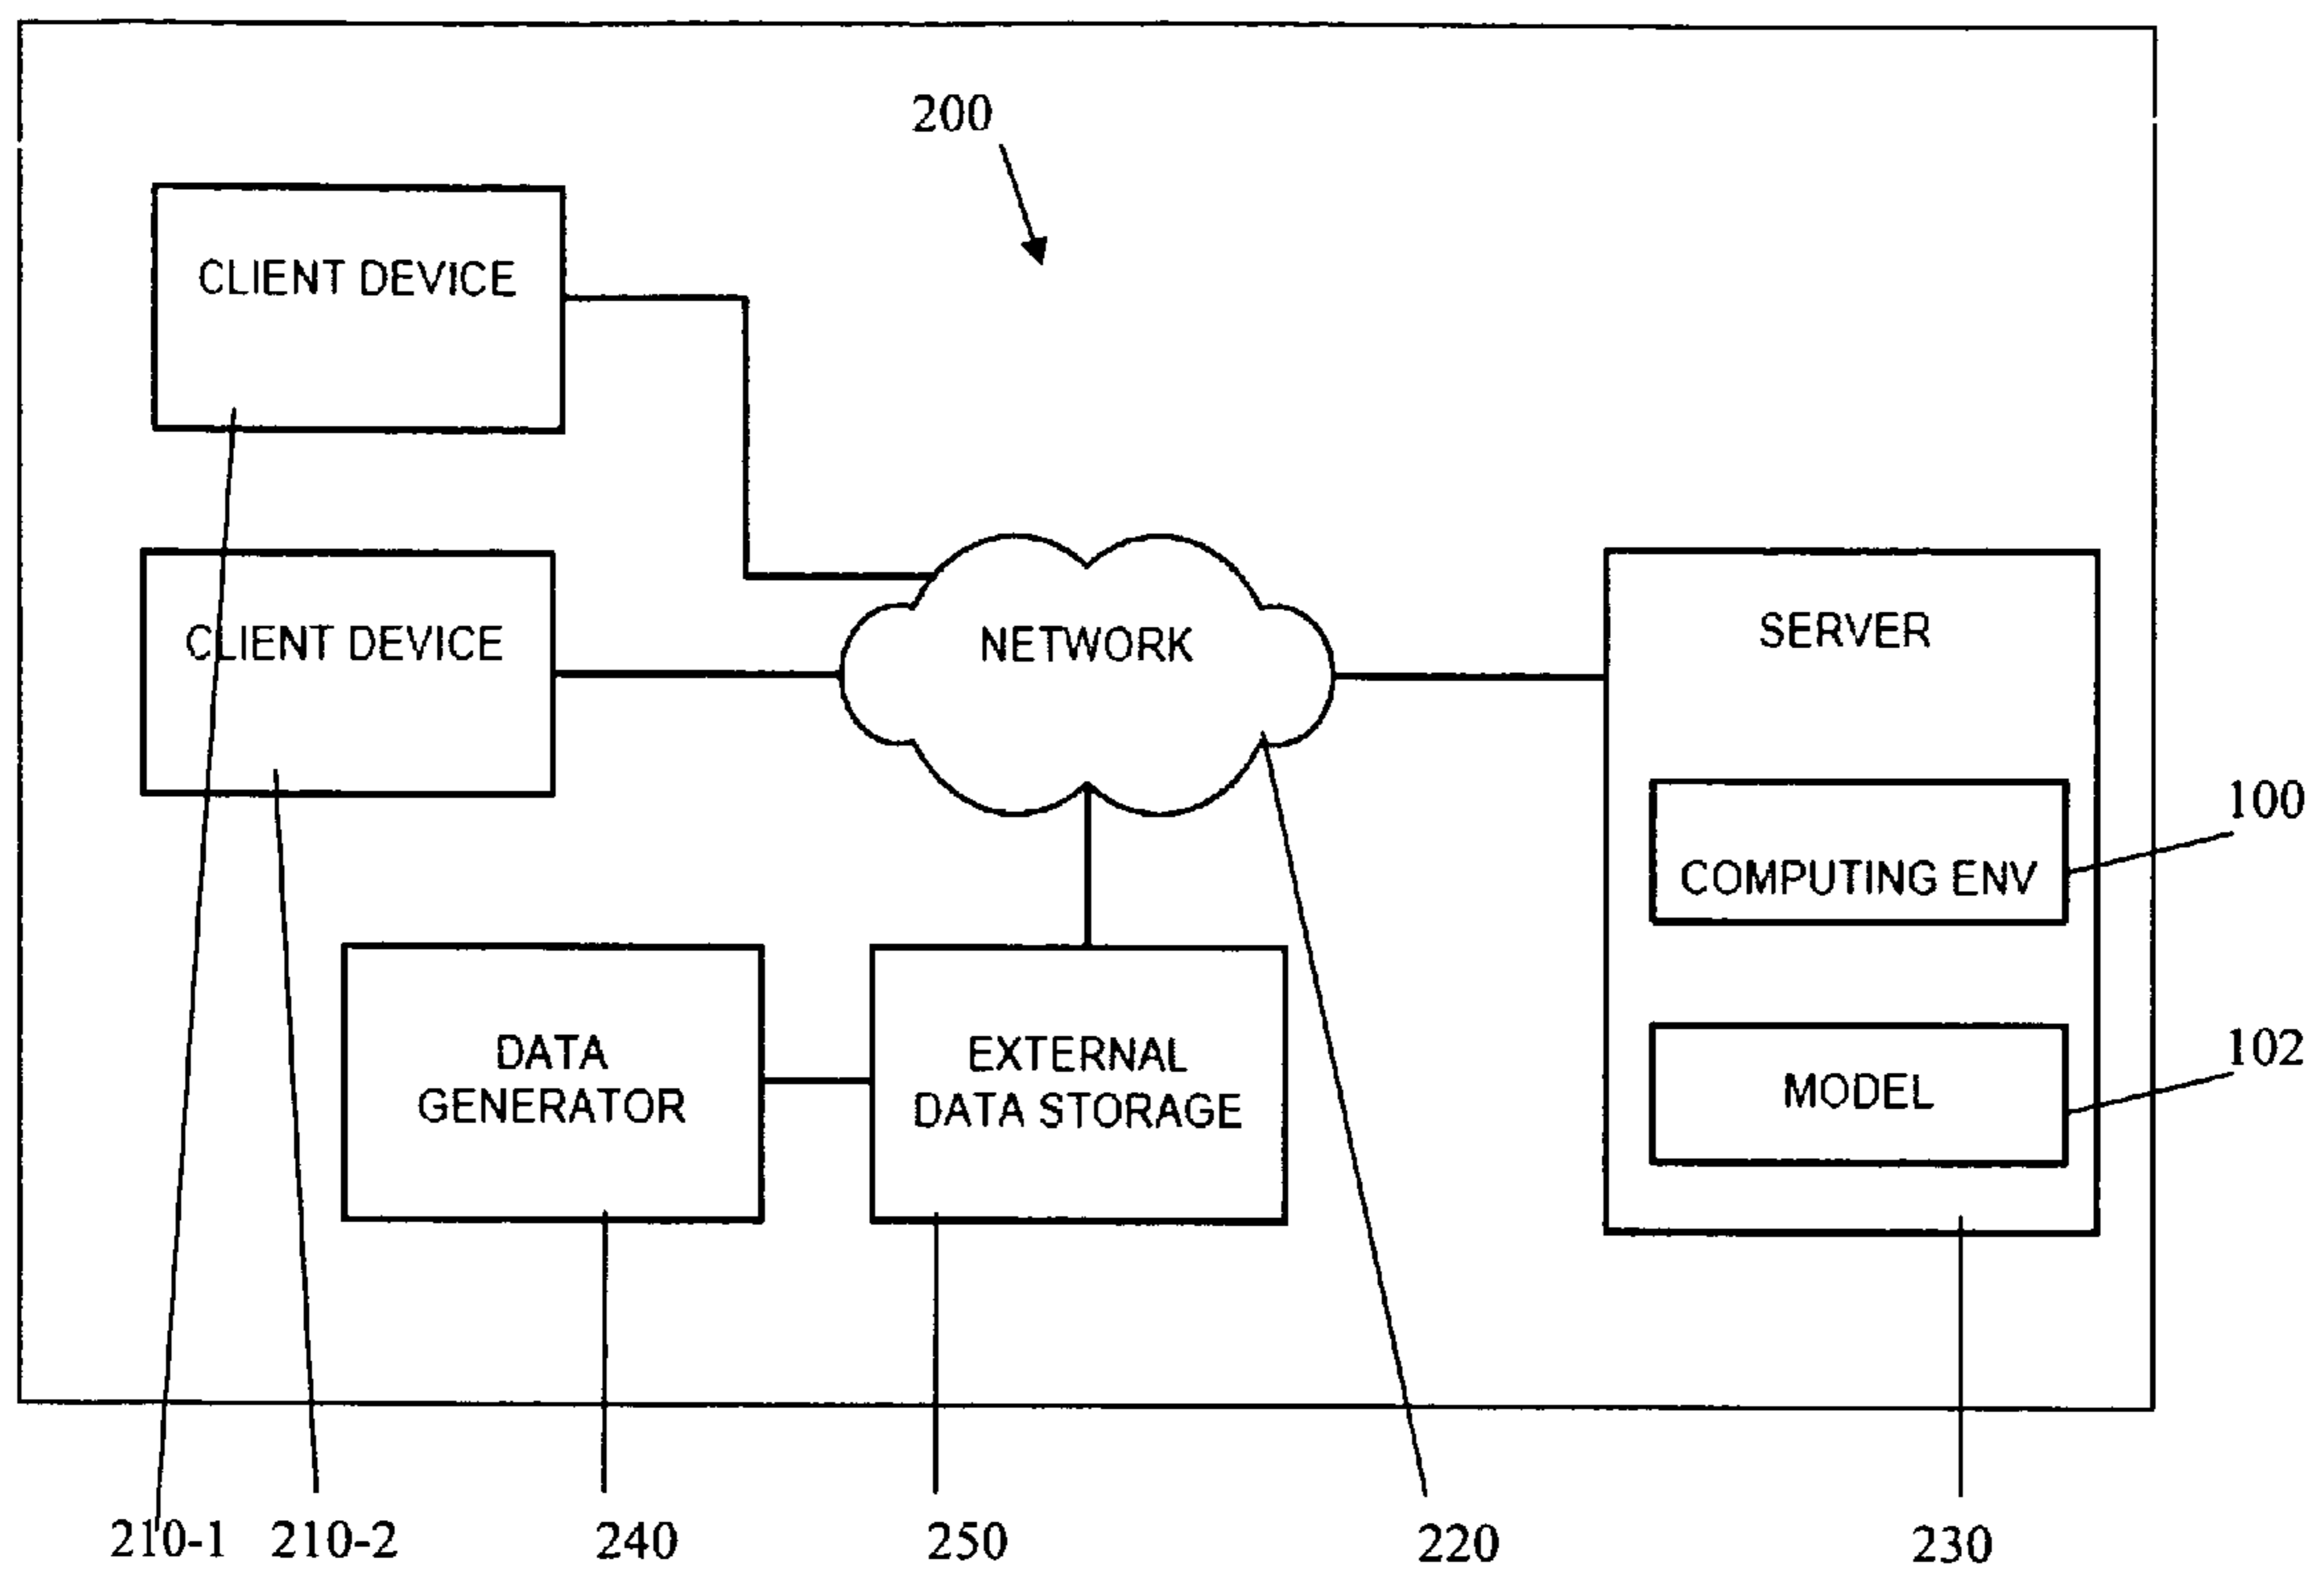 200
CLIENT DEVICE
CLIENT DEVICE
NETWORK
SERVER
COMPUTING ENV
100
DATA
GENERATOR
EXTERNAL
DATA STORAGE
MODEL
102
210-1
210-2
240
250
220
230